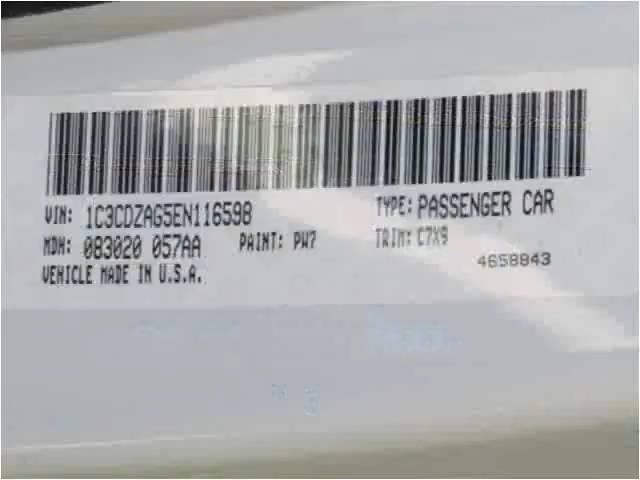 VIN: 1C3CDZAG5EN116598 TYPE: PASSENGER CAR
MDH: 083020 057AA PAINT: PW7 TRIM: C7X9
VEHICLE MADE IN U.S.A. 4658843